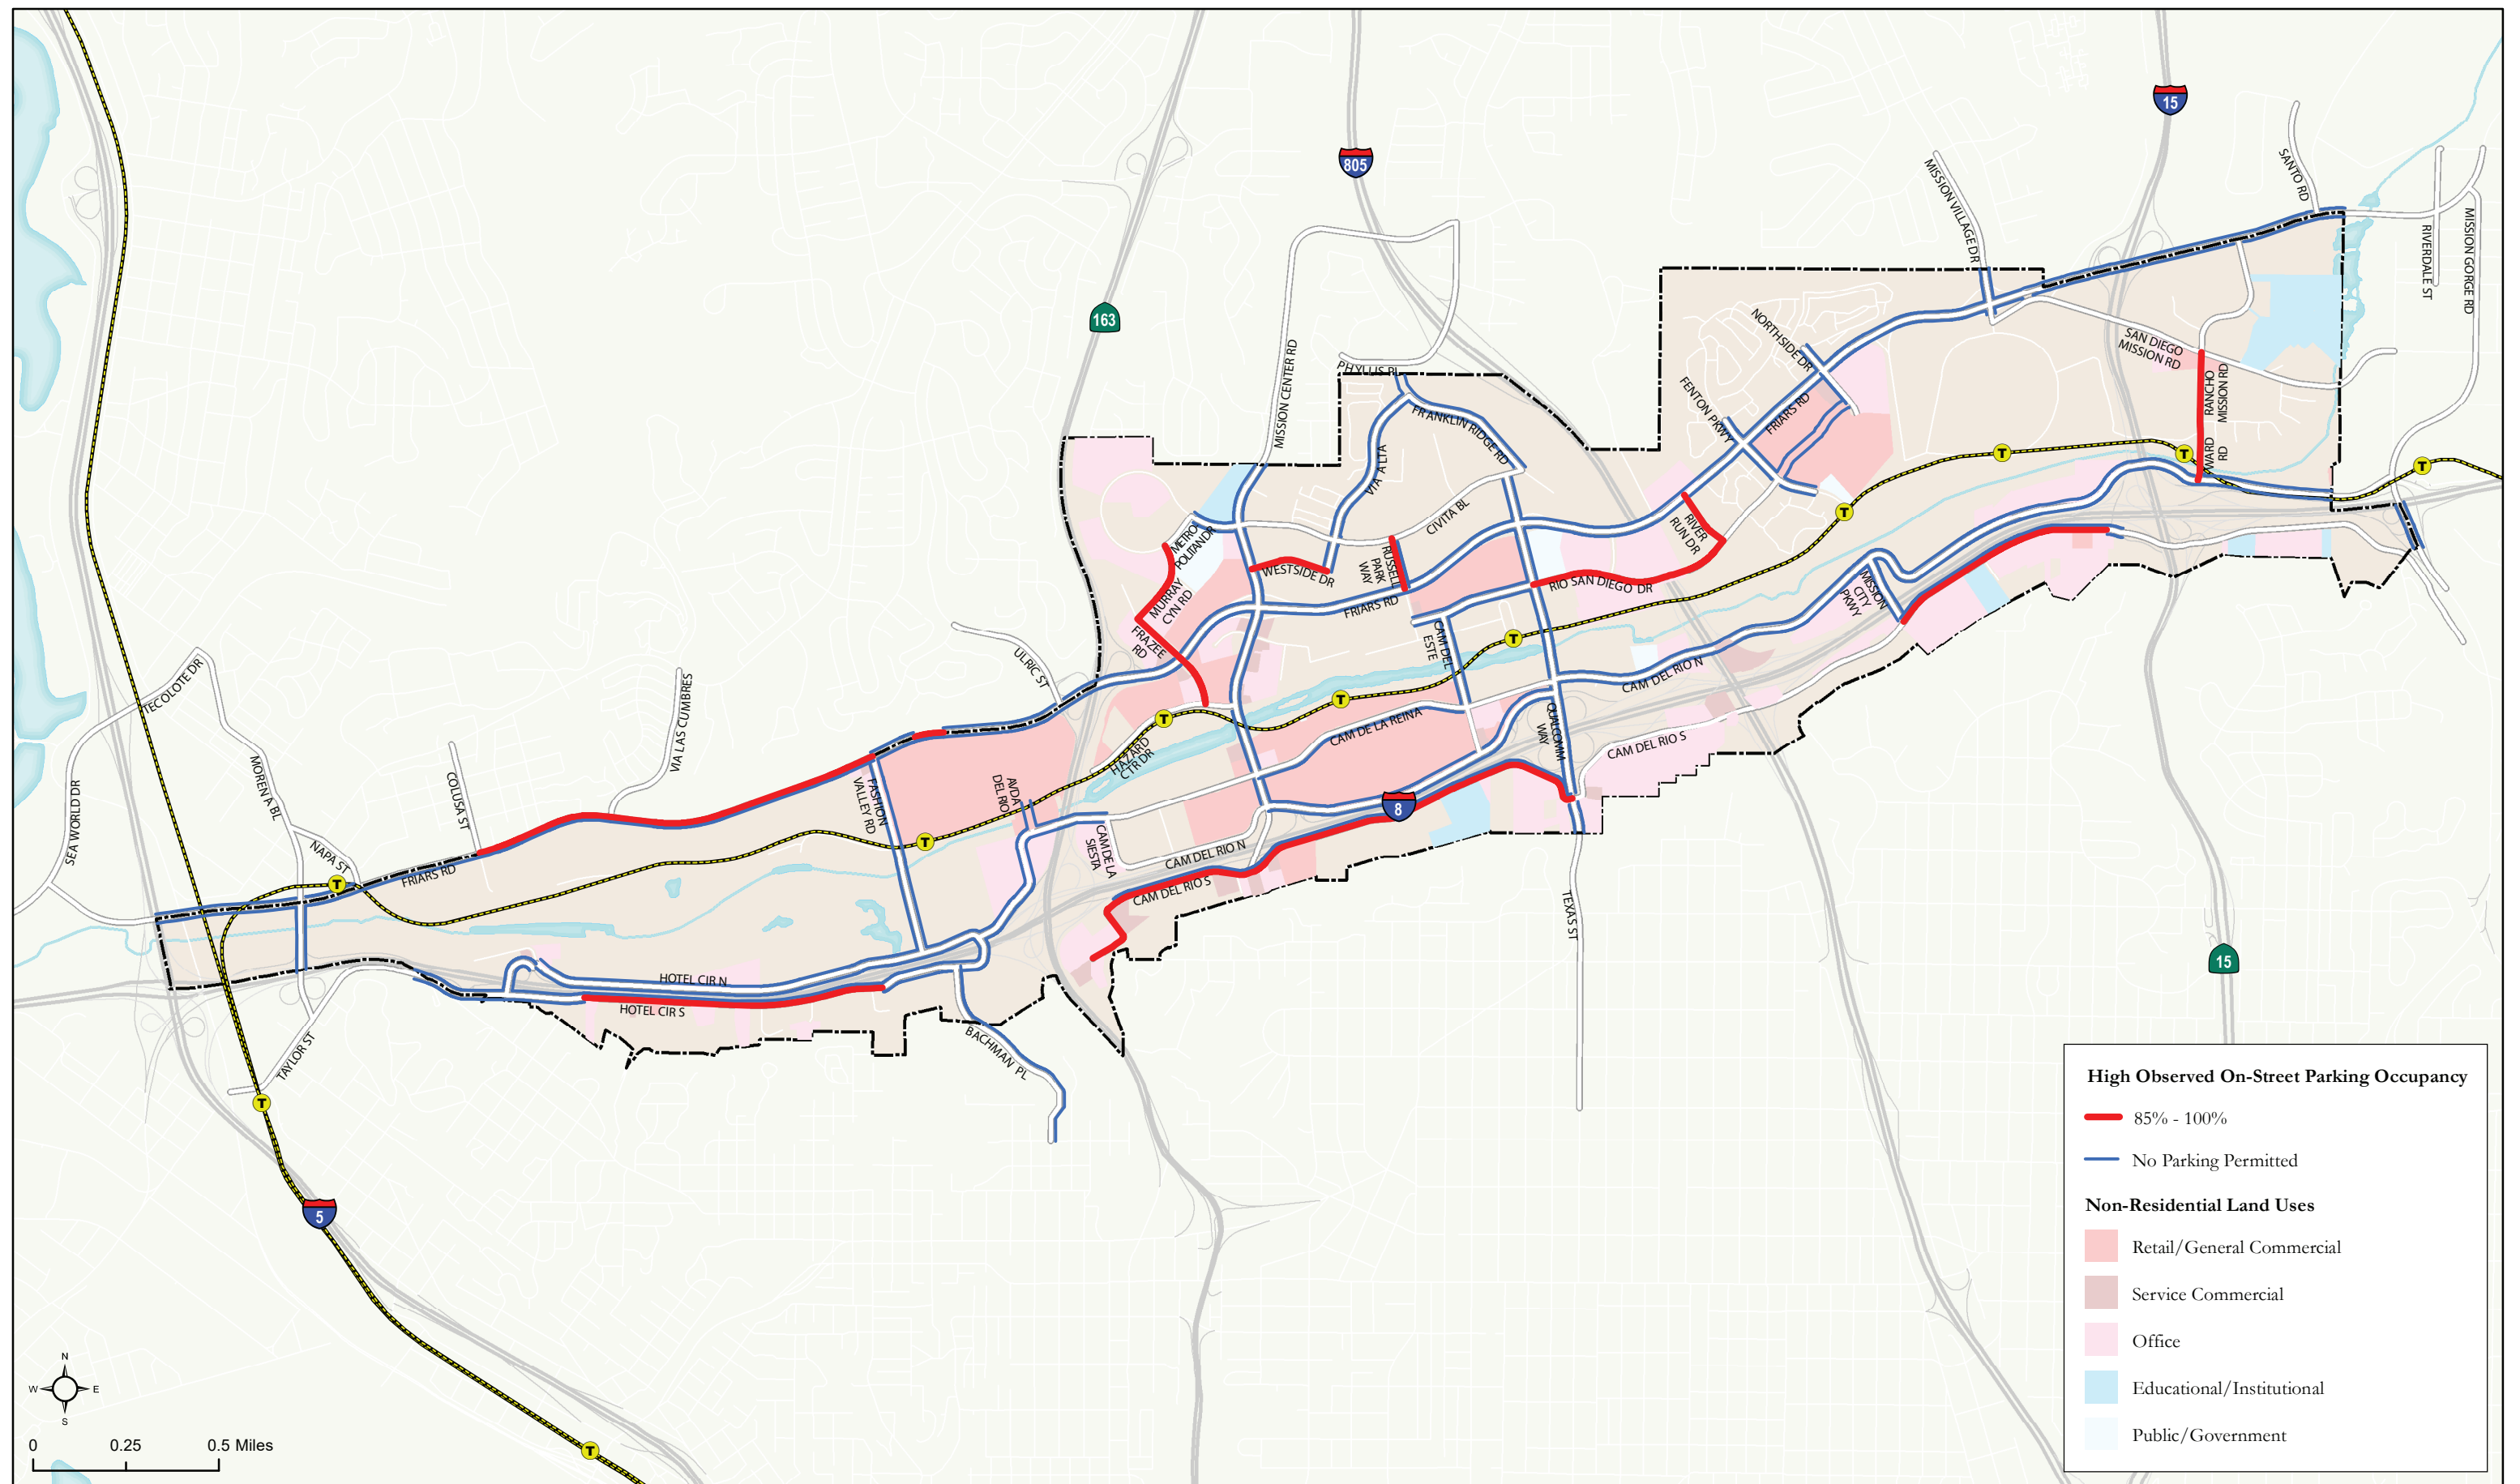 15
805
163
SANTO RD
MISSION VILLAGE DR
RIVERDALE ST
MISSION GORGE RD
NORTHSIDE DR
SAN DIEGO
MISSION RD
MISSION CENTER RD
PHYLLIS PL
FRANKLIN RIDGE RD
FENTON PKWY
FRIARS RD
RANCHO
MISSION RD
WARD
RD
VIA ALTA
CIVITA BL
METRO
POLITAN DR
RIVER
RUN DR
MURRAY
CYN RD
WESTSIDE DR
RUSSELL
PARK
WAY
RIO SAN DIEGO DR
FRIARS RD
MISSION
CITY
PKWY
FRAZEE
RD
CAM DEL
ESTE
ULRIC ST
TECOLOTE DR
VIA LAS CUMBRES
CAM DEL RIO N
CAM DE LA REINA
QUALCOMM
WAY
CAM DEL RIO S
HAZARD
CTR DR
MORENA BL
COLUSA ST
SEA WORLD DR
FASHION
VALLEY RD
AVDA
DEL RIO
8
CAM DE LA
SIESTA
CAM DEL RIO N
NAPA ST
FRIARS RD
CAM DEL RIO S
TEXAS ST
15
HOTEL CIR N
HOTEL CIR S
TAYLOR ST
BACHMAN PL
5
T
T
T
T
T
T
T
T
T
T
T
High Observed On-Street Parking Occupancy
85% - 100%
No Parking Permitted
Non-Residential Land Uses
Retail/General Commercial
Service Commercial
Office
Educational/Institutional
Public/Government
N
W E
S
0 0.25 0.5 Miles